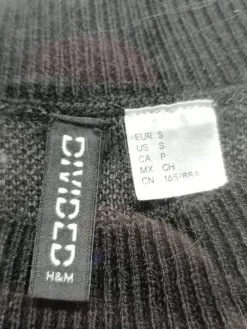 DIVIDED
H&M
EUR S
US S
CA P
MX CH
CN 165/88A